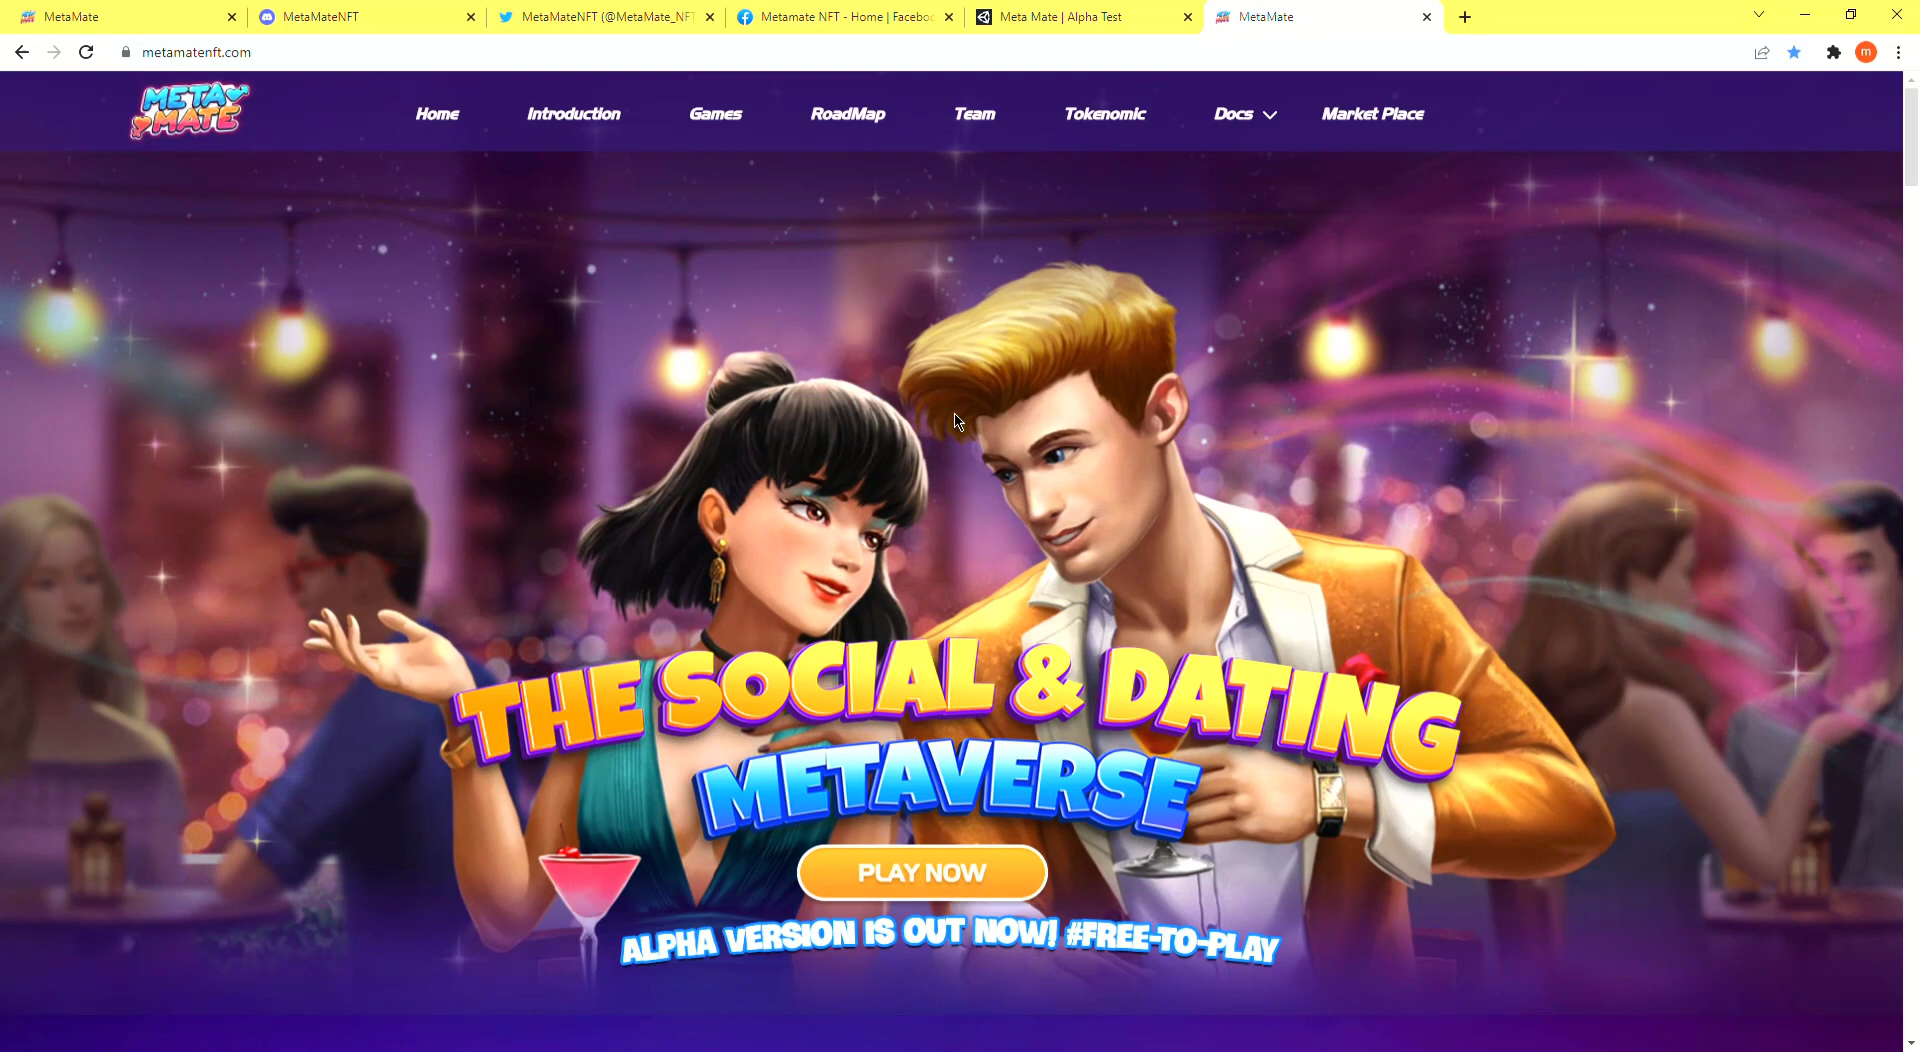 MetaMate
MetaMateNFT
MetaMateNFT (@MetaMate_NFT
Metamate NFT - Home | Faceboo
Meta Mate | Alpha Test
MetaMate
metamatenft.com
m
META MATE
Home
Introduction
Games
RoadMap
Team
Tokenomic
Docs
Market Place
THE SOCIAL & DATING
METAVERSE
PLAY NOW
ALPHA VERSION IS OUT NOW! #FREE-TO-PLAY